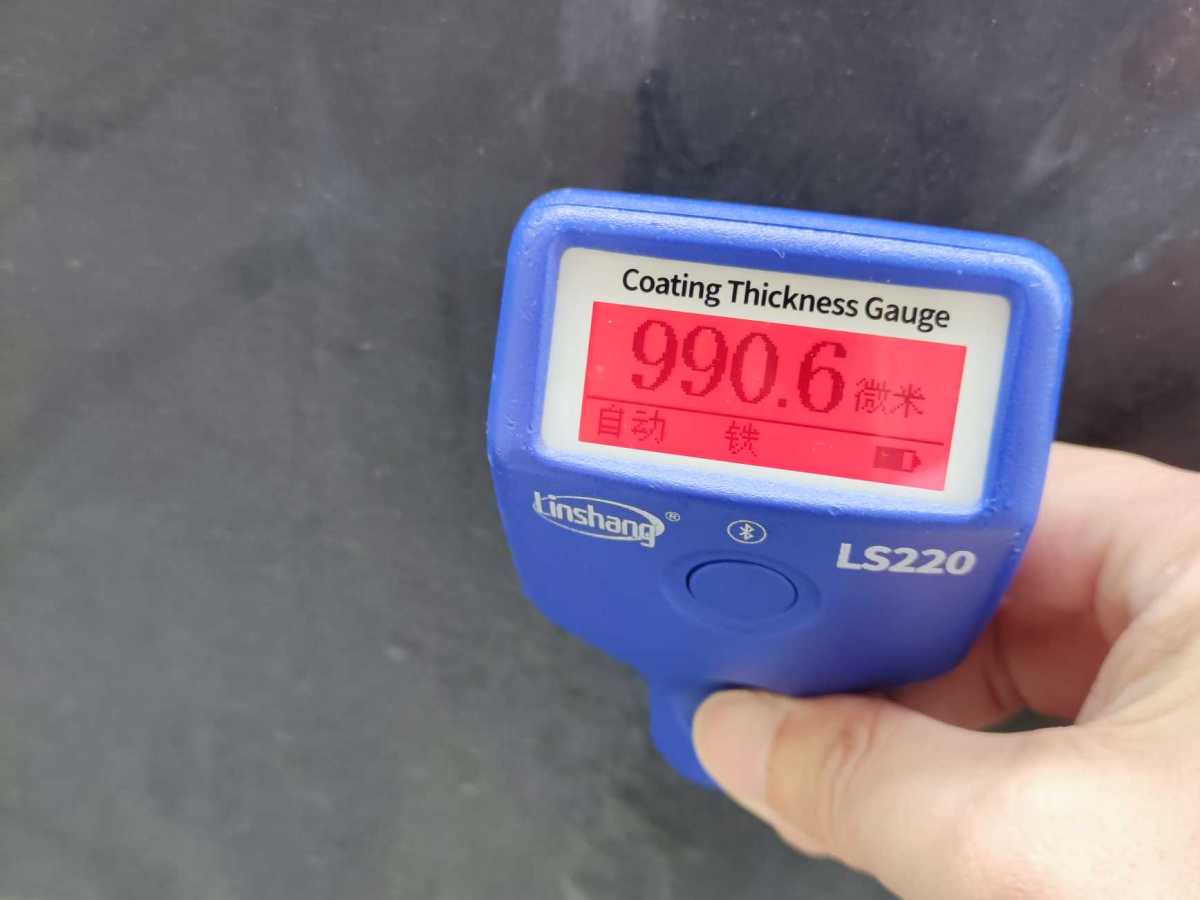 Coating Thickness Gauge
990.6 微米
自动 铁
Linshang®
LS220